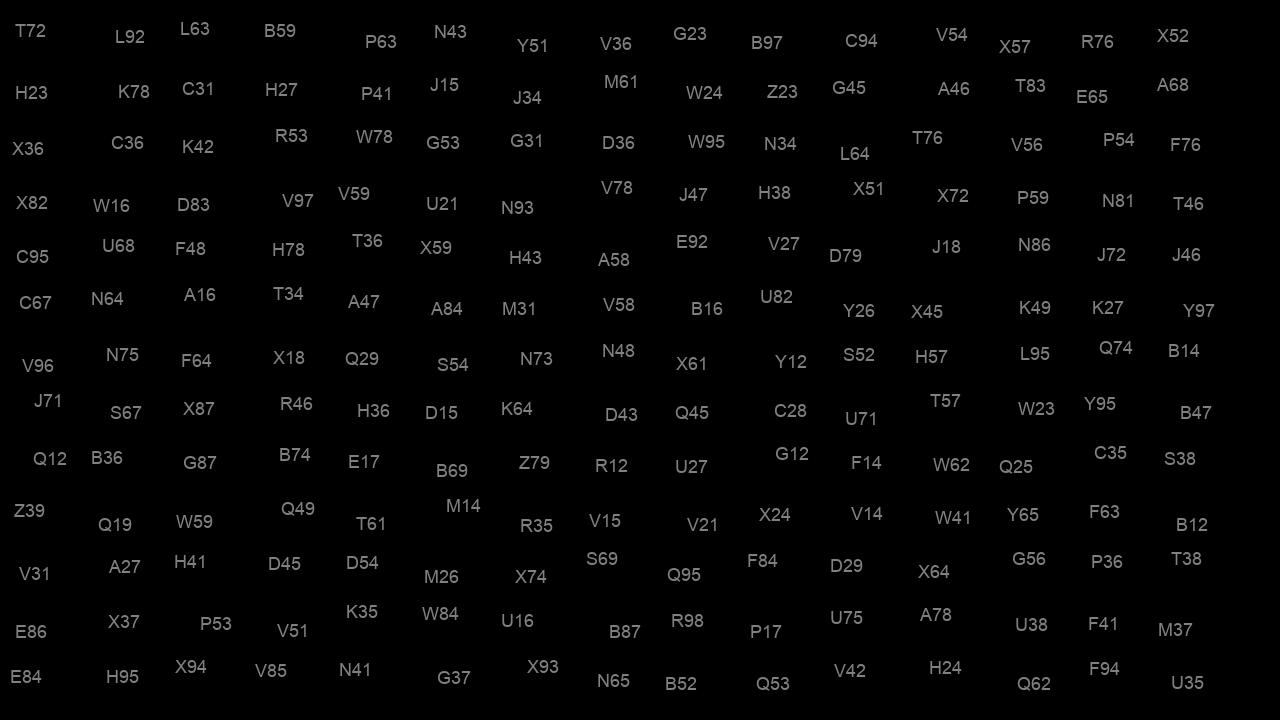 T72 L92 L63 B59 P63 N43 Y51 V36 G23 B97 C94 V54 X57 R76 X52
H23 K78 C31 H27 P41 J15 J34 M61 W24 Z23 G45 A46 T83 E65 A68
X36 C36 K42 R53 W78 G53 G31 D36 W95 N34 L64 T76 V56 P54 F76
X82 W16 D83 V97 V59 U21 N93 V78 J47 H38 X51 X72 P59 N81 T46
C95 U68 F48 H78 T36 X59 H43 A58 E92 V27 D79 J18 N86 J72 J46
C67 N64 A16 T34 A47 A84 M31 V58 B16 U82 Y26 X45 K49 K27 Y97
V96 N75 F64 X18 Q29 S54 N73 N48 X61 Y12 S52 H57 L95 Q74 B14
J71 S67 X87 R46 H36 D15 K64 D43 Q45 C28 U71 T57 W23 Y95 B47
Q12 B36 G87 B74 E17 B69 Z79 R12 U27 G12 F14 W62 Q25 C35 S38
Z39 Q19 W59 Q49 T61 M14 R35 V15 V21 X24 V14 W41 Y65 F63 B12
V31 A27 H41 D45 D54 M26 X74 S69 Q95 F84 D29 X64 G56 P36 T38
E86 X37 P53 V51 K35 W84 U16 B87 R98 P17 U75 A78 U38 F41 M37
E84 H95 X94 V85 N41 G37 X93 N65 B52 Q53 V42 H24 Q62 F94 U35